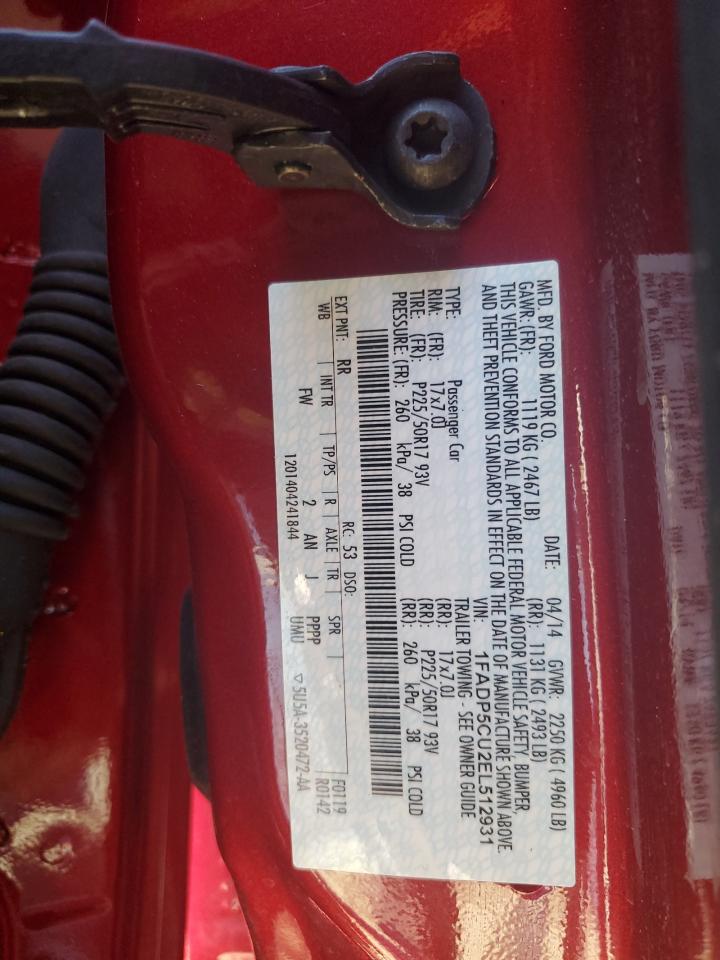 MFD. BY FORD MOTOR CO. DATE: 04/14 GVWR: 2250 KG ( 4960 LB)
GAWR: (FR): 1119 KG ( 2467 LB) (RR): 1131 KG ( 2493 LB)
THIS VEHICLE CONFORMS TO ALL APPLICABLE FEDERAL MOTOR VEHICLE SAFETY, BUMPER,
AND THEFT PREVENTION STANDARDS IN EFFECT ON THE DATE OF MANUFACTURE SHOWN ABOVE.
VIN: 1FADP5CU2EL512931
TYPE: Passenger Car TRAILER TOWING - SEE OWNER GUIDE
RIM: (FR): 17x7.0J (RR): 17x7.0J
TIRE: (FR): P225/50R17 93V (RR): P225/50R17 93V
PRESSURE: (FR): 260 kPa/ 38 PSI COLD (RR): 260 kPa/ 38 PSI COLD
RC: 53 DSO: F0119
EXT PNT: RR INT TR TP/PS R AXLE TR SPR R0142
WB FW 2 AN J PPPP
1201404241844 UMU ▽5U5A-3520472-AA